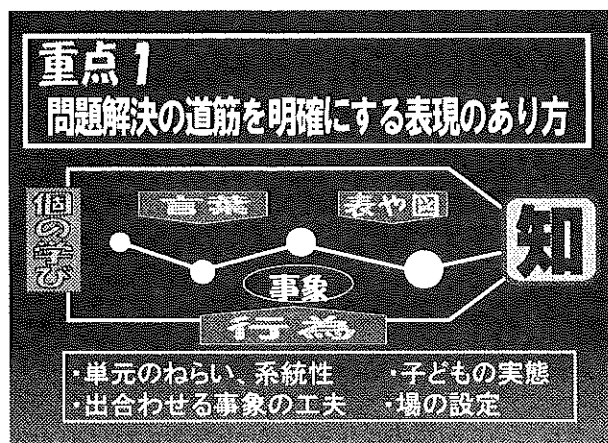 重点1
問題解決の道筋を明確にする表現のあり方
個の学び
言葉
表や図
知
事象
行為
・単元のねらい、系統性 ・子どもの実態
・出合わせる事象の工夫 ・場の設定